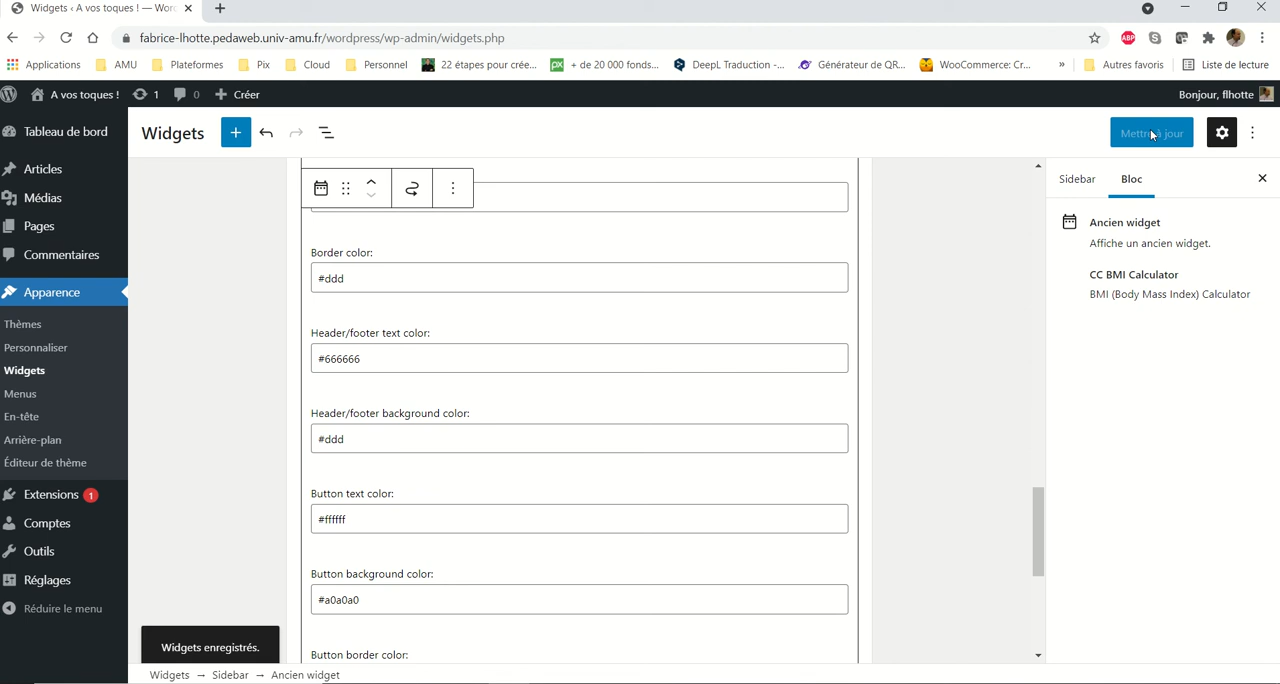 Widgets ‹ A vos toques ! — Wor
fabrice-lhotte.pedaweb.univ-amu.fr/wordpress/wp-admin/widgets.php
ABP
Applications AMU Plateformes Pix Cloud Personnel 22 étapes pour crée... + de 20 000 fonds... DeepL Traduction -... Générateur de QR... WooCommerce: Cr... » Autres favoris Liste de lecture
A vos toques ! 1 0 Créer Bonjour, flhotte
Tableau de bord
Articles
Médias
Pages
Commentaires
Apparence
Thèmes
Personnaliser
Widgets
Menus
En-tête
Arrière-plan
Éditeur de thème
Extensions 1
Comptes
Outils
Réglages
Réduire le menu
Widgets
Mettre à jour
Border color:
#ddd
Header/footer text color:
#666666
Header/footer background color:
#ddd
Button text color:
#ffffff
Button background color:
#a0a0a0
Button border color:
Widgets enregistrés.
Widgets → Sidebar → Ancien widget
Sidebar Bloc
Ancien widget
Affiche un ancien widget.
CC BMI Calculator
BMI (Body Mass Index) Calculator